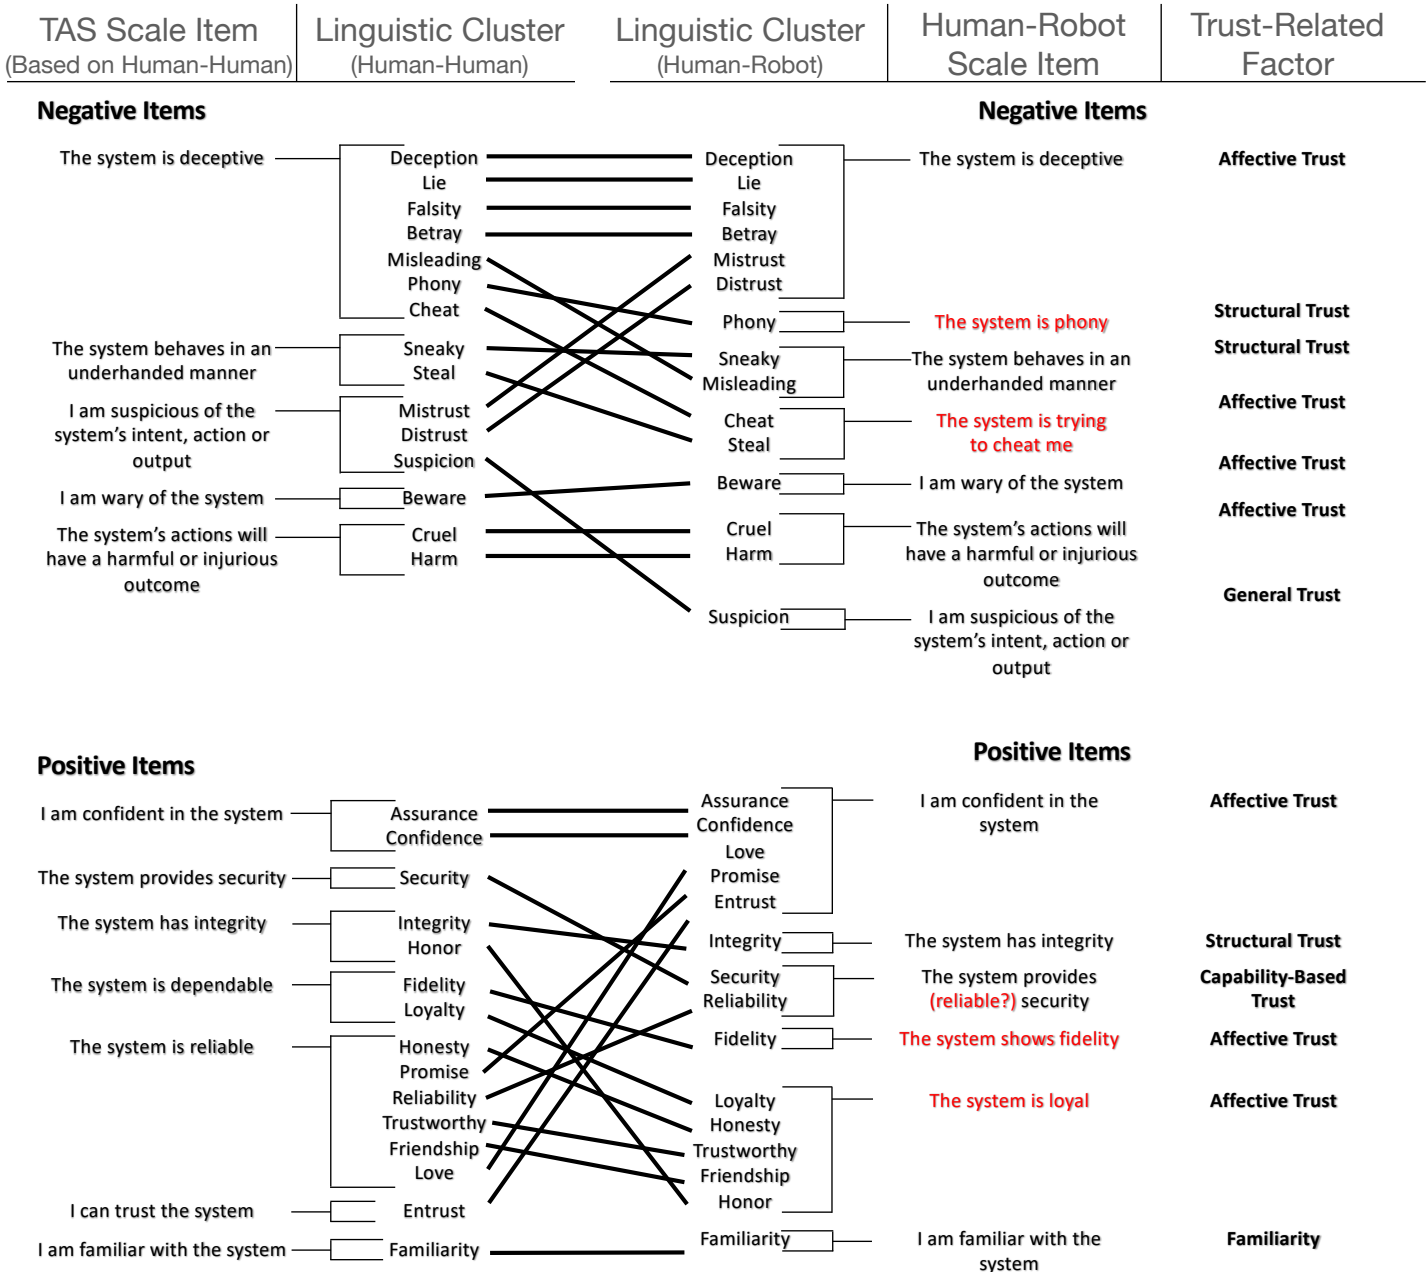 TAS Scale Item
(Based on Human-Human)
Linguistic Cluster
(Human-Human)
Linguistic Cluster
(Human-Robot)
Human-Robot
Scale Item
Trust-Related
Factor
Negative Items
The system is deceptive
The system behaves in an
underhanded manner
I am suspicious of the
system's intent, action or
output
I am wary of the system
The system's actions will
have a harmful or injurious
outcome
Deception
Lie
Falsity
Betray
Misleading
Phony
Cheat
Sneaky
Steal
Mistrust
Distrust
Suspicion
Beware
Cruel
Harm
Deception
Lie
Falsity
Betray
Mistrust
Distrust
Phony
Sneaky
Misleading
Cheat
Steal
Beware
Cruel
Harm
Suspicion
Negative Items
The system is deceptive
The system is phony
The system behaves in an
underhanded manner
The system is trying
to cheat me
I am wary of the system
The system's actions will
have a harmful or injurious
outcome
I am suspicious of the
system's intent, action or
output
Affective Trust
Structural Trust
Structural Trust
Affective Trust
Affective Trust
Affective Trust
General Trust
Positive Items
I am confident in the system
The system provides security
The system has integrity
The system is dependable
The system is reliable
I can trust the system
I am familiar with the system
Assurance
Confidence
Security
Integrity
Honor
Fidelity
Loyalty
Honesty
Promise
Reliability
Trustworthy
Friendship
Love
Entrust
Familiarity
Assurance
Confidence
Love
Promise
Entrust
Integrity
Security
Reliability
Fidelity
Loyalty
Honesty
Trustworthy
Friendship
Honor
Familiarity
Positive Items
I am confident in the
system
The system has integrity
The system provides
(reliable?) security
The system shows fidelity
The system is loyal
I am familiar with the
system
Affective Trust
Structural Trust
Capability-Based
Trust
Affective Trust
Affective Trust
Familiarity